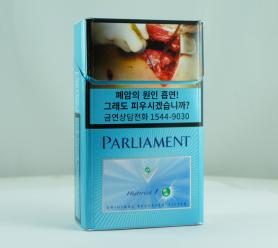 폐암의 원인 흡연!
그래도 피우시겠습니까?
금연상담전화 1544-9030
PARLIAMENT
Hybrid 1